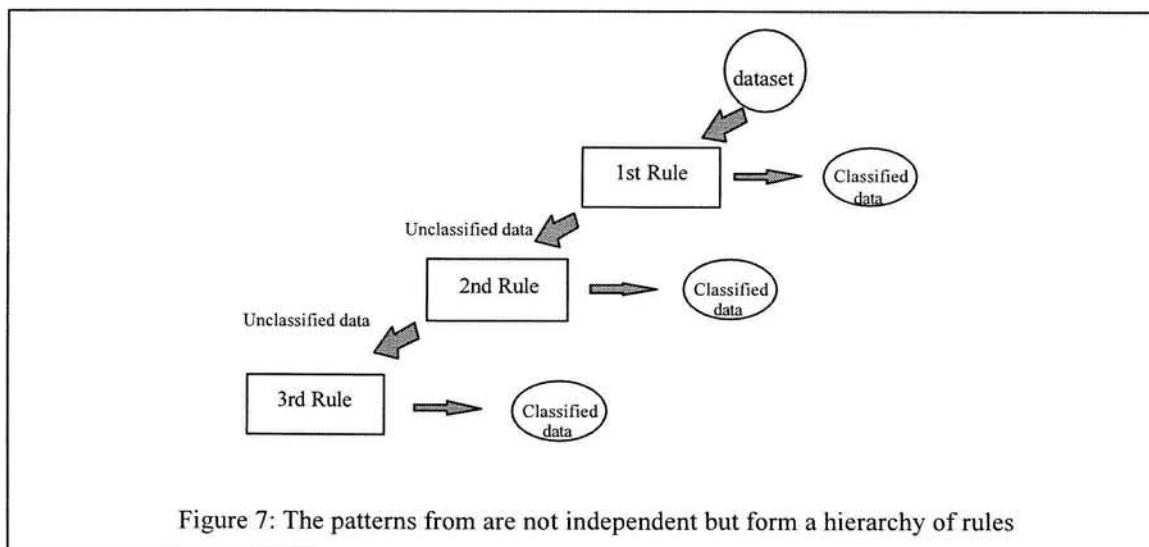 dataset
1st Rule
Classified
data
Unclassified data
2nd Rule
Classified
data
Unclassified data
3rd Rule
Classified
data
Figure 7: The patterns from are not independent but form a hierarchy of rules